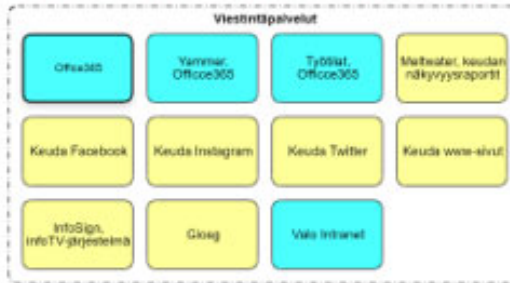 Viestintäpalvelut
Office365
Yammer,
Officce365
Työtilat,
Officce365
Meltwater, keudan
näkyvyysraportit
Keuda Facebook
Keuda Instagram
Keuda Twitter
Keuda www-sivut
InfoSign,
infoTV-järjestelmä
Valo Intranet